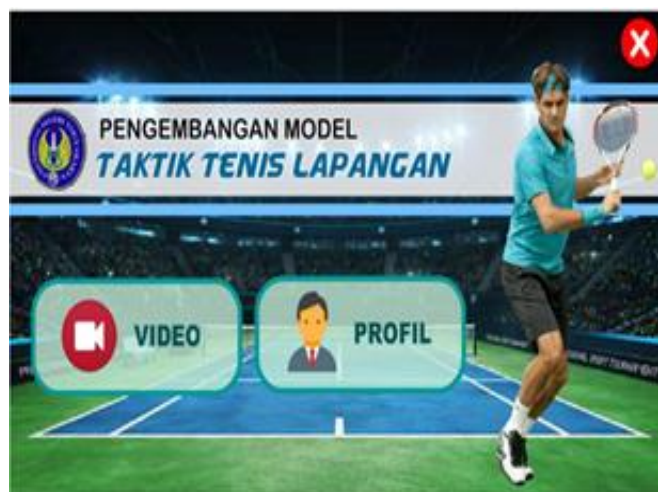 X
PENGEMBANGAN MODEL
TAKTIK TENIS LAPANGAN
VIDEO
PROFIL